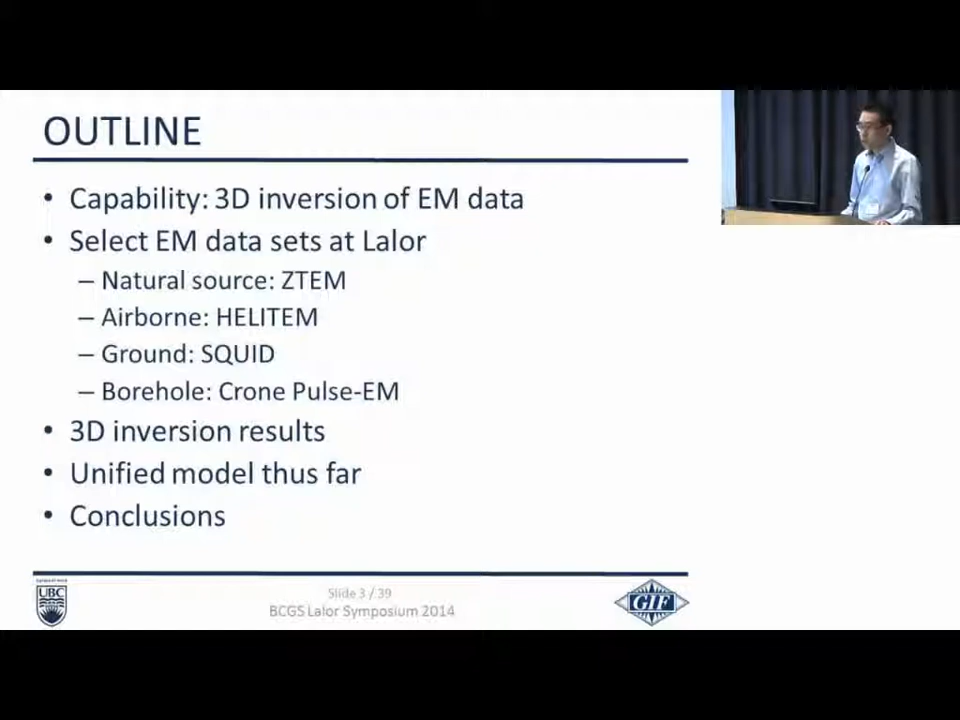 OUTLINE
• Capability: 3D inversion of EM data
• Select EM data sets at Lalor
– Natural source: ZTEM
– Airborne: HELITEM
– Ground: SQUID
– Borehole: Crone Pulse-EM
• 3D inversion results
• Unified model thus far
• Conclusions
UBC
Slide 3 / 39
BCGS Lalor Symposium 2014
GIF